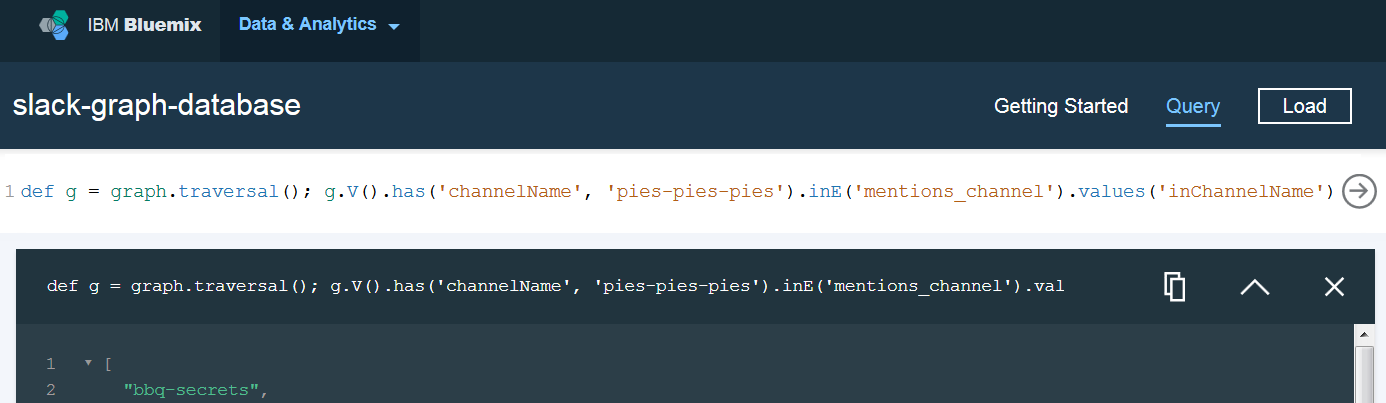 IBM Bluemix Data & Analytics
slack-graph-database
Getting Started Query Load
1 def g = graph.traversal(); g.V().has('channelName', 'pies-pies-pies').inE('mentions_channel').values('inChannelName')
def g = graph.traversal(); g.V().has('channelName', 'pies-pies-pies').inE('mentions_channel').val
1 [
2 "bbq-secrets",